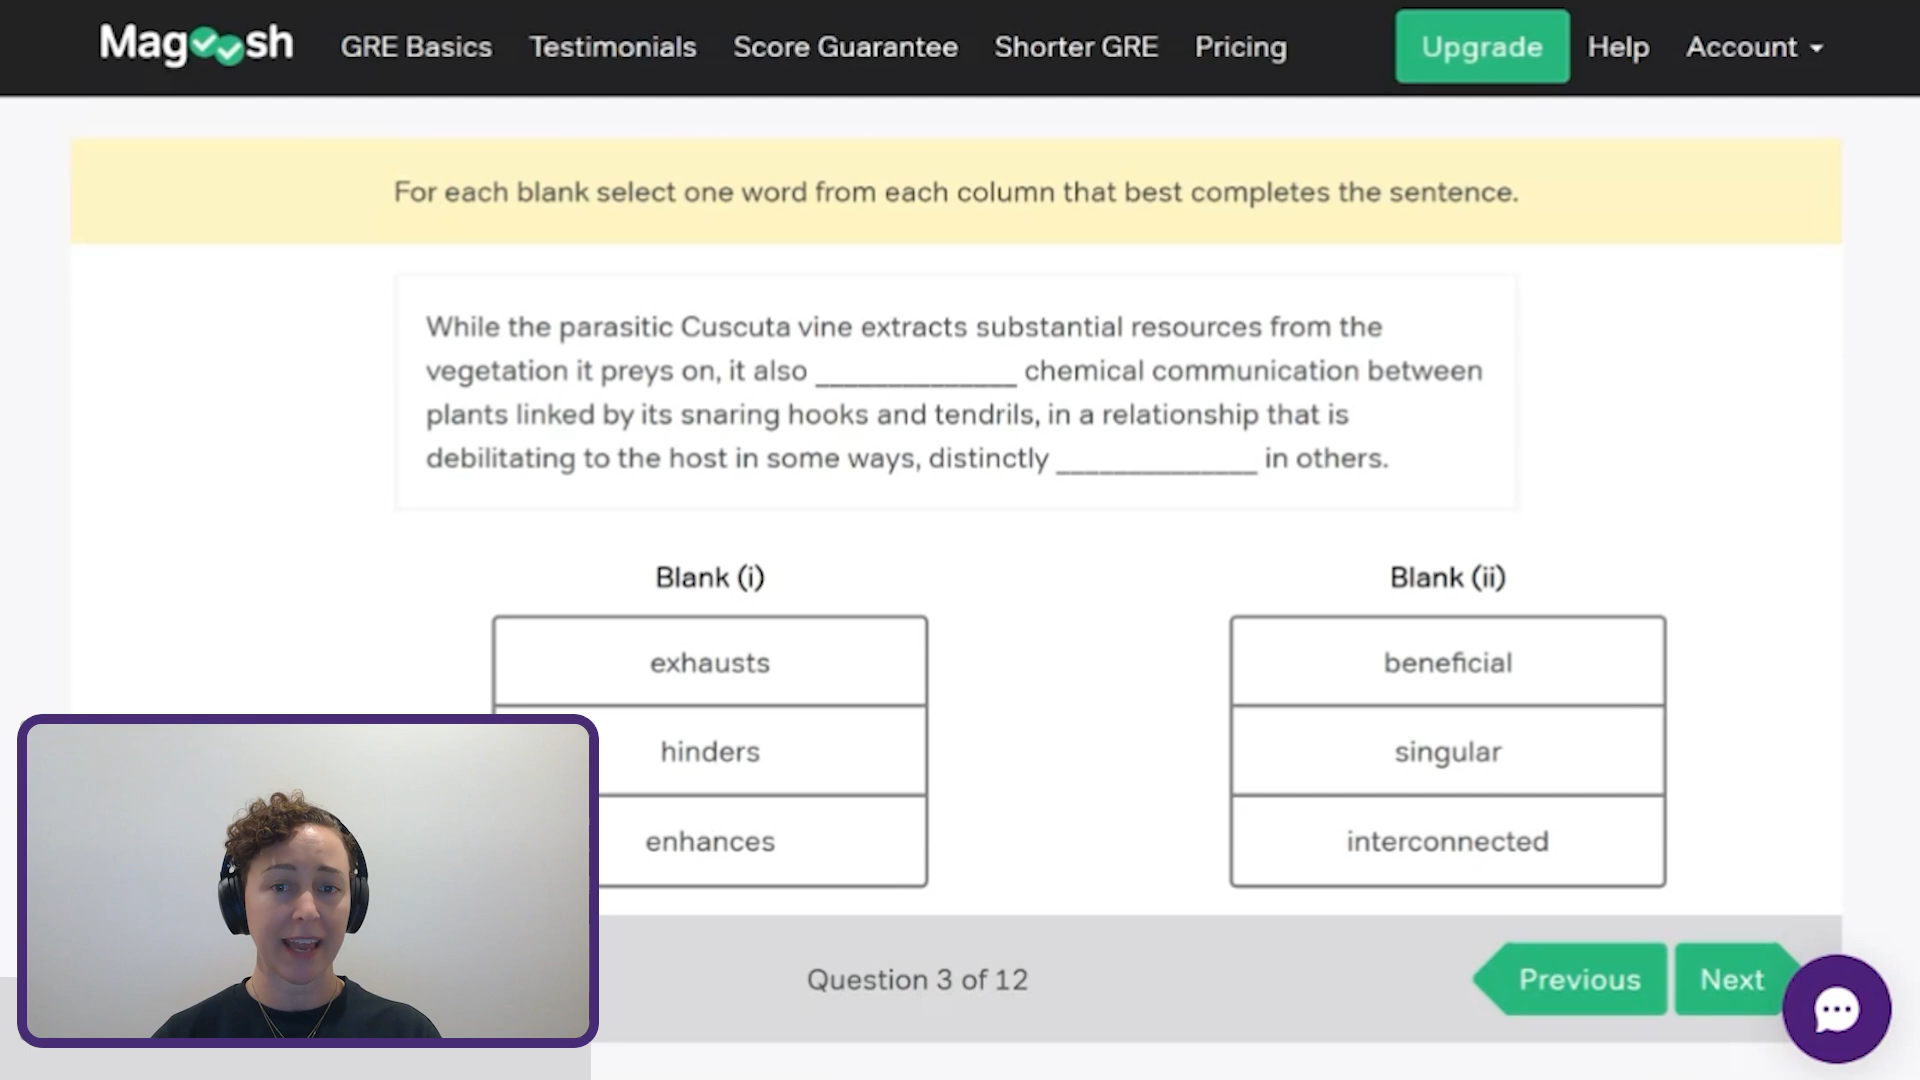 Magoosh GRE Basics Testimonials Score Guarantee Shorter GRE Pricing Upgrade Help Account
For each blank select one word from each column that best completes the sentence.
While the parasitic Cuscuta vine extracts substantial resources from the
vegetation it preys on, it also ______________ chemical communication between
plants linked by its snaring hooks and tendrils, in a relationship that is
debilitating to the host in some ways, distinctly ______________ in others.
Blank (i)
exhausts
hinders
enhances
Blank (ii)
beneficial
singular
interconnected
Question 3 of 12
Previous
Next